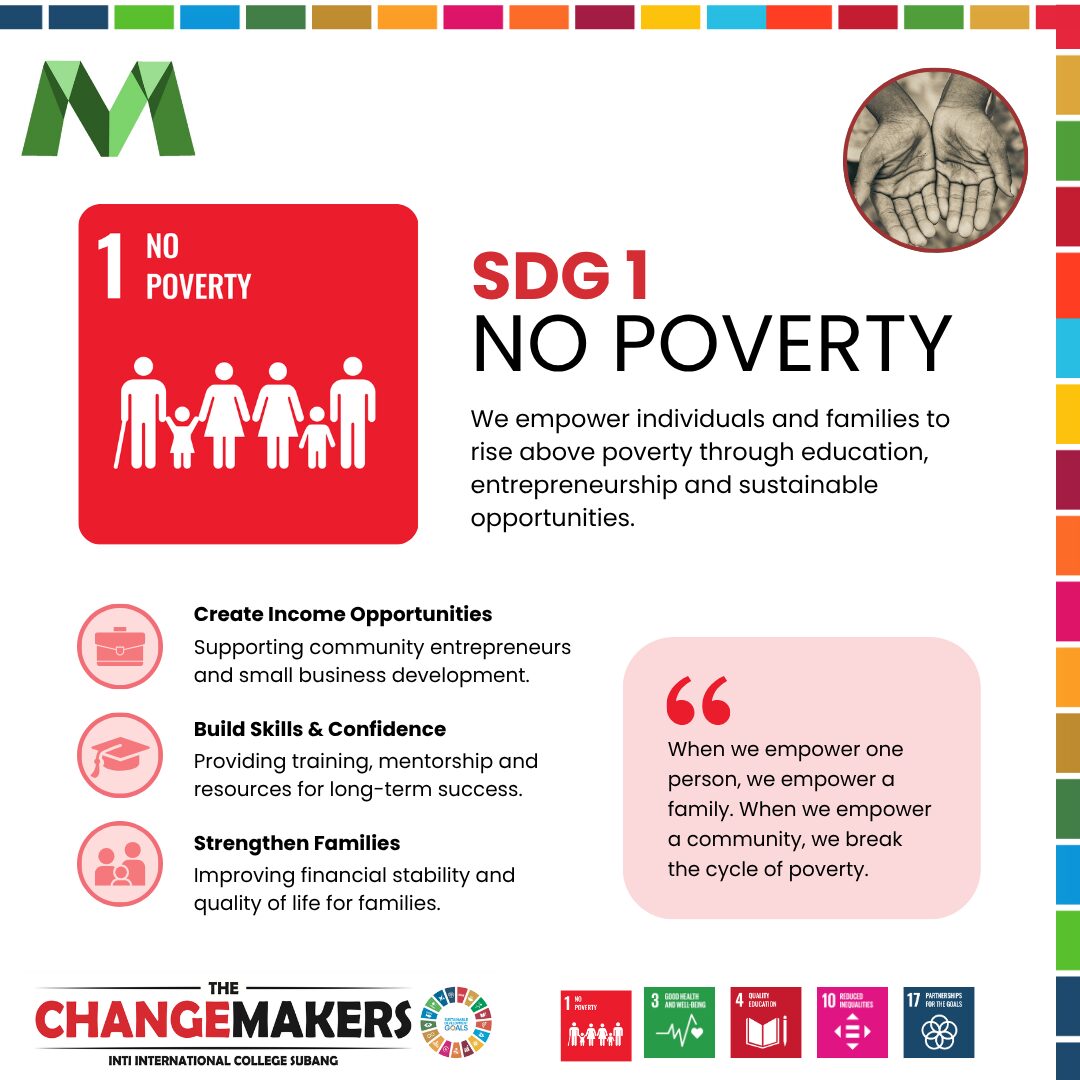 1 NO
POVERTY
SDG 1
NO POVERTY
We empower individuals and families to
rise above poverty through education,
entrepreneurship and sustainable
opportunities.
Create Income Opportunities
Supporting community entrepreneurs
and small business development.
Build Skills & Confidence
Providing training, mentorship and
resources for long-term success.
Strengthen Families
Improving financial stability and
quality of life for families.
“
When we empower one
person, we empower a
family. When we empower
a community, we break
the cycle of poverty.
THE
CHANGEMAKERS
INTI INTERNATIONAL COLLEGE SUBANG
SUSTAINABLE
DEVELOPMENT
GOALS
1 NO
POVERTY
3 GOOD HEALTH
AND WELL-BEING
4 QUALITY
EDUCATION
10 REDUCED
INEQUALITIES
17 PARTNERSHIPS
FOR THE GOALS